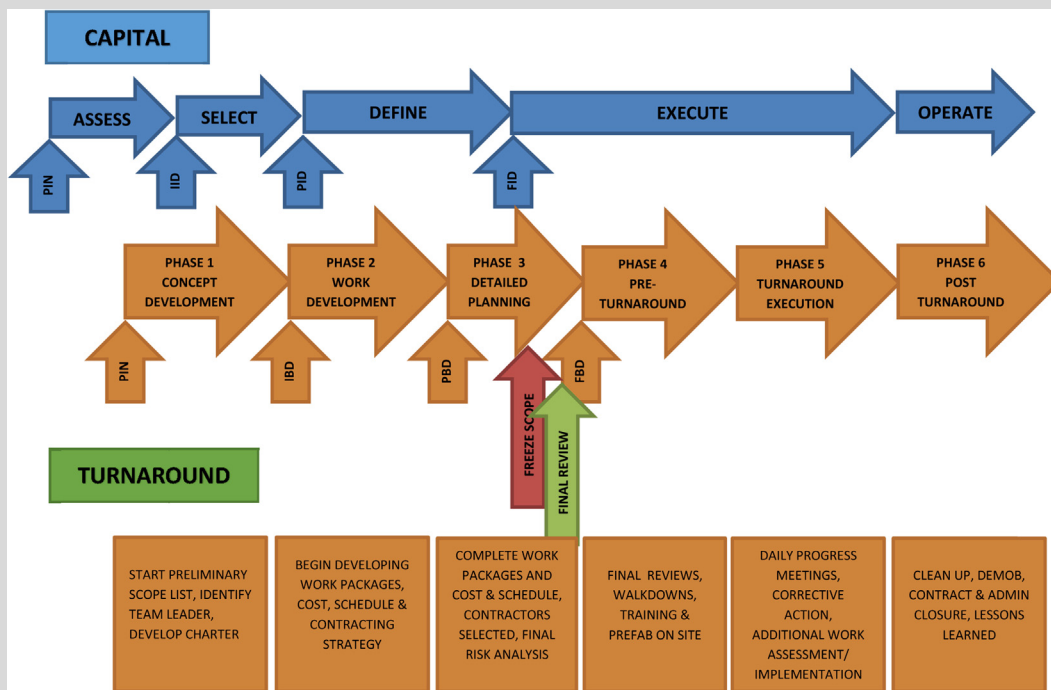 CAPITAL
ASSESS
SELECT
DEFINE
EXECUTE
OPERATE
PIN
IID
PID
FID
PHASE 1
CONCEPT
DEVELOPMENT
PHASE 2
WORK
DEVELOPMENT
PHASE 3
DETAILED
PLANNING
PHASE 4
PRE-
TURNAROUND
PHASE 5
TURNAROUND
EXECUTION
PHASE 6
POST
TURNAROUND
PIN
IBD
PBD
FBD
FREEZE SCOPE
FINAL REVIEW
TURNAROUND
START PRELIMINARY
SCOPE LIST, IDENTIFY
TEAM LEADER,
DEVELOP CHARTER
BEGIN DEVELOPING
WORK PACKAGES,
COST, SCHEDULE &
CONTRACTING
STRATEGY
COMPLETE WORK
PACKAGES AND
COST & SCHEDULE,
CONTRACTORS
SELECTED, FINAL
RISK ANALYSIS
FINAL REVIEWS,
WALKDOWNS,
TRAINING &
PREFAB ON SITE
DAILY PROGRESS
MEETINGS,
CORRECTIVE
ACTION,
ADDITIONAL WORK
ASSESSMENT/
IMPLEMENTATION
CLEAN UP, DEMOB,
CONTRACT & ADMIN
CLOSURE, LESSONS
LEARNED